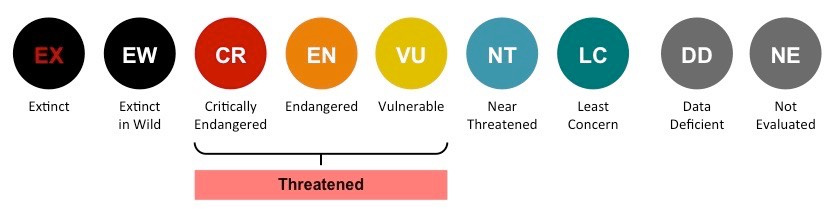 EX EW CR EN VU NT LC DD NE
Extinct Extinct Critically Endangered Vulnerable Near Least Data Not
in Wild Endangered Threatened Concern Deficient Evaluated
Threatened